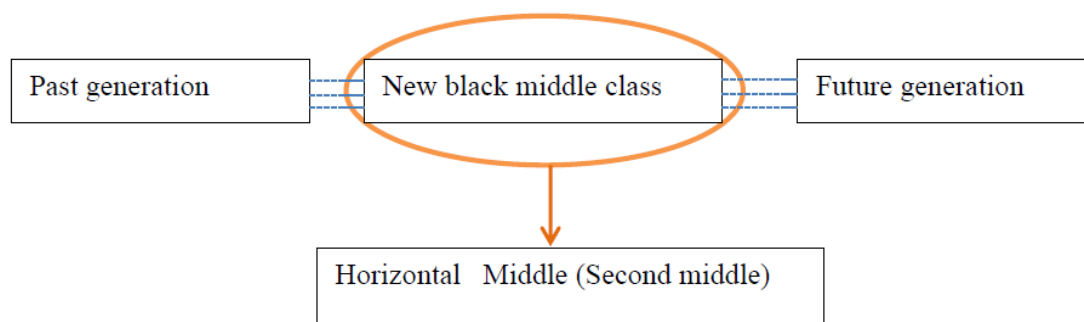 Past generation
New black middle class
Future generation
Horizontal   Middle (Second middle)